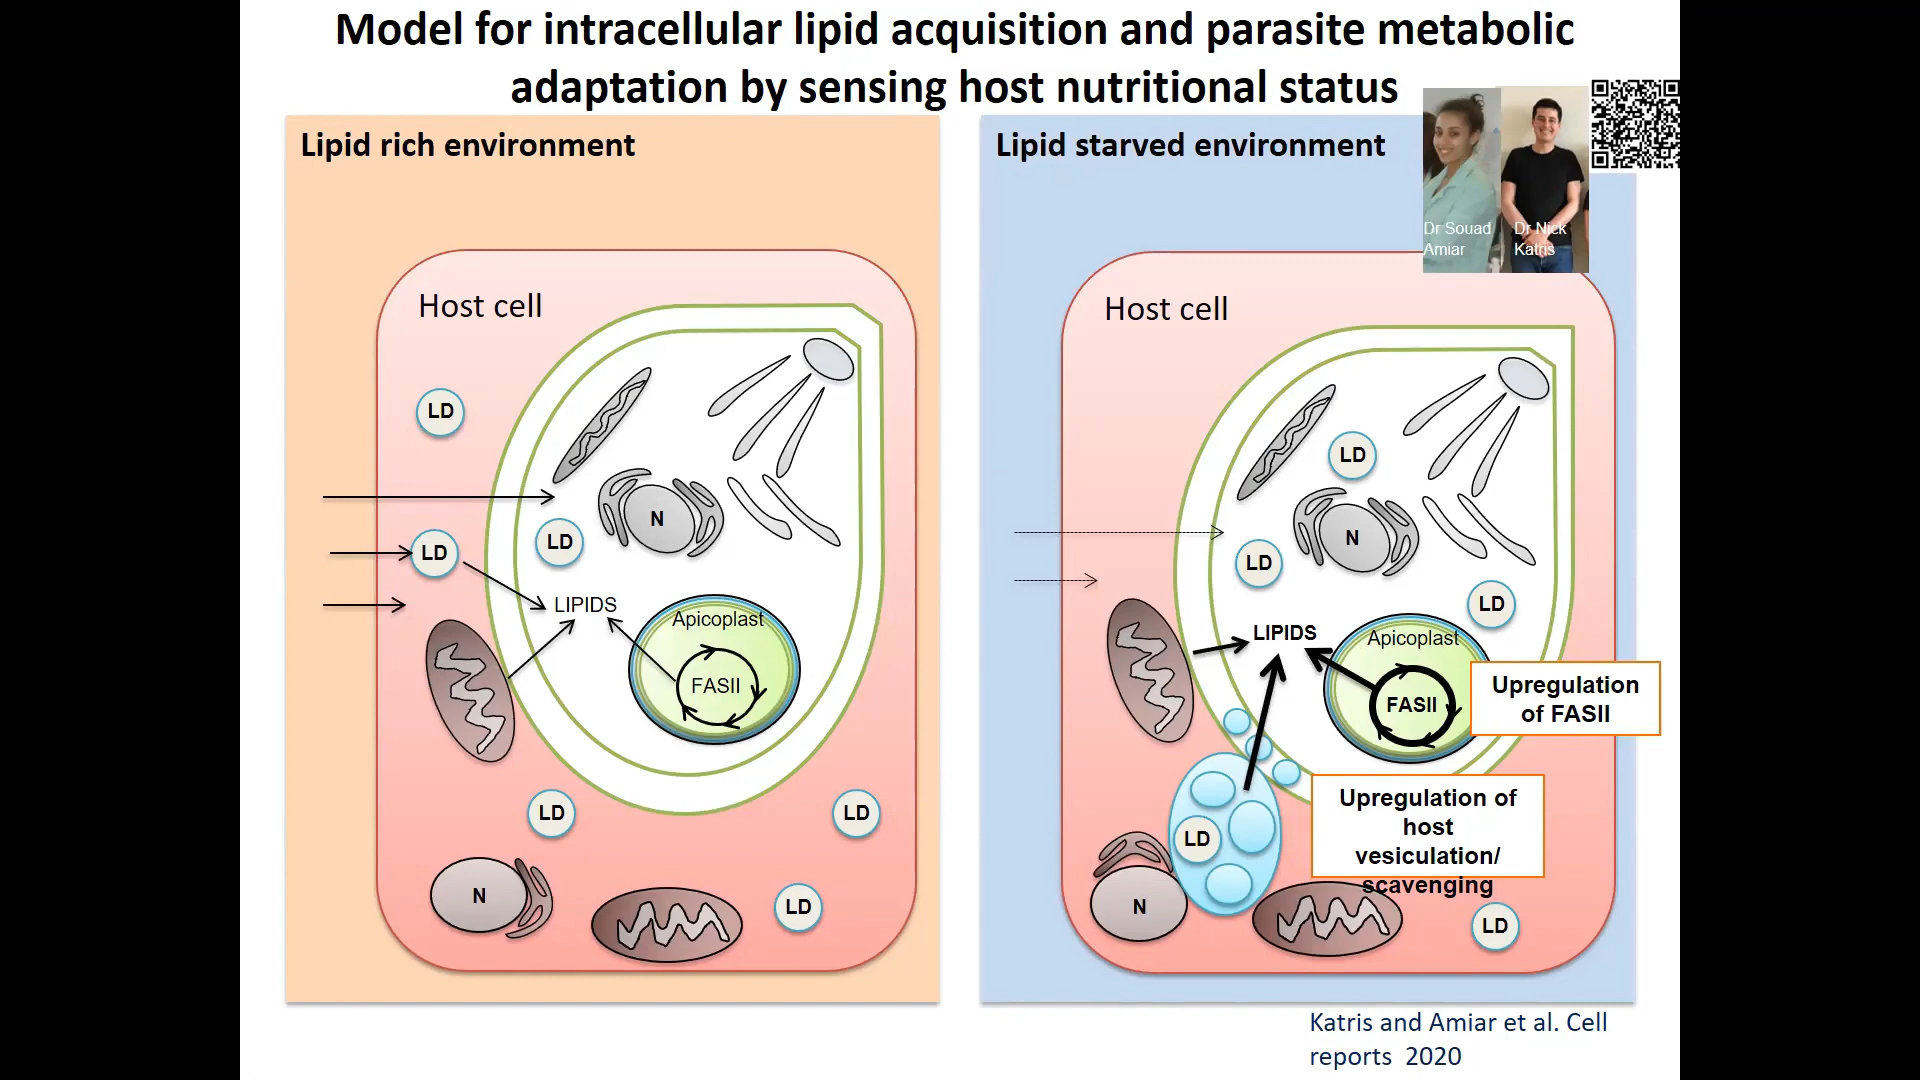 Model for intracellular lipid acquisition and parasite metabolic
adaptation by sensing host nutritional status
Lipid rich environment
Host cell
LD
N
LD
LD
LIPIDS
Apicoplast
FASII
LD
LD
N
LD
Lipid starved environment
Dr Souad
Amiar
Dr Nick
Katris
Host cell
LD
N
LD
LD
LIPIDS
Apicoplast
FASII
Upregulation
of FASII
Upregulation of
host
vesiculation/
scavenging
LD
N
LD
Katris and Amiar et al. Cell
reports 2020